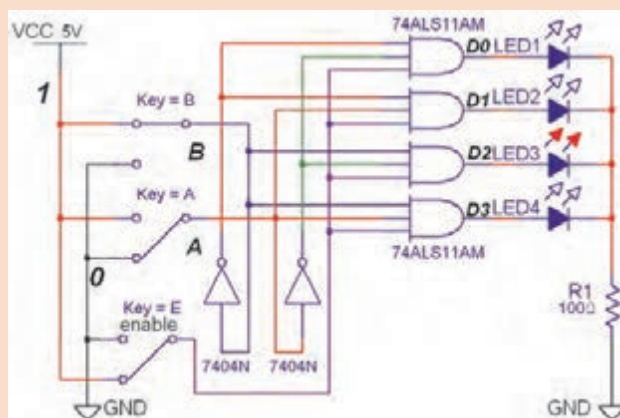 VCC 5V
74ALS11AM
D0 LED1
1
Key = B
D1 LED2
B
D2 LED3
Key = A
D3 LED4
A
74ALS11AM
0
Key = E
enable
R1
100Ω
7404N
7404N
GND
GND